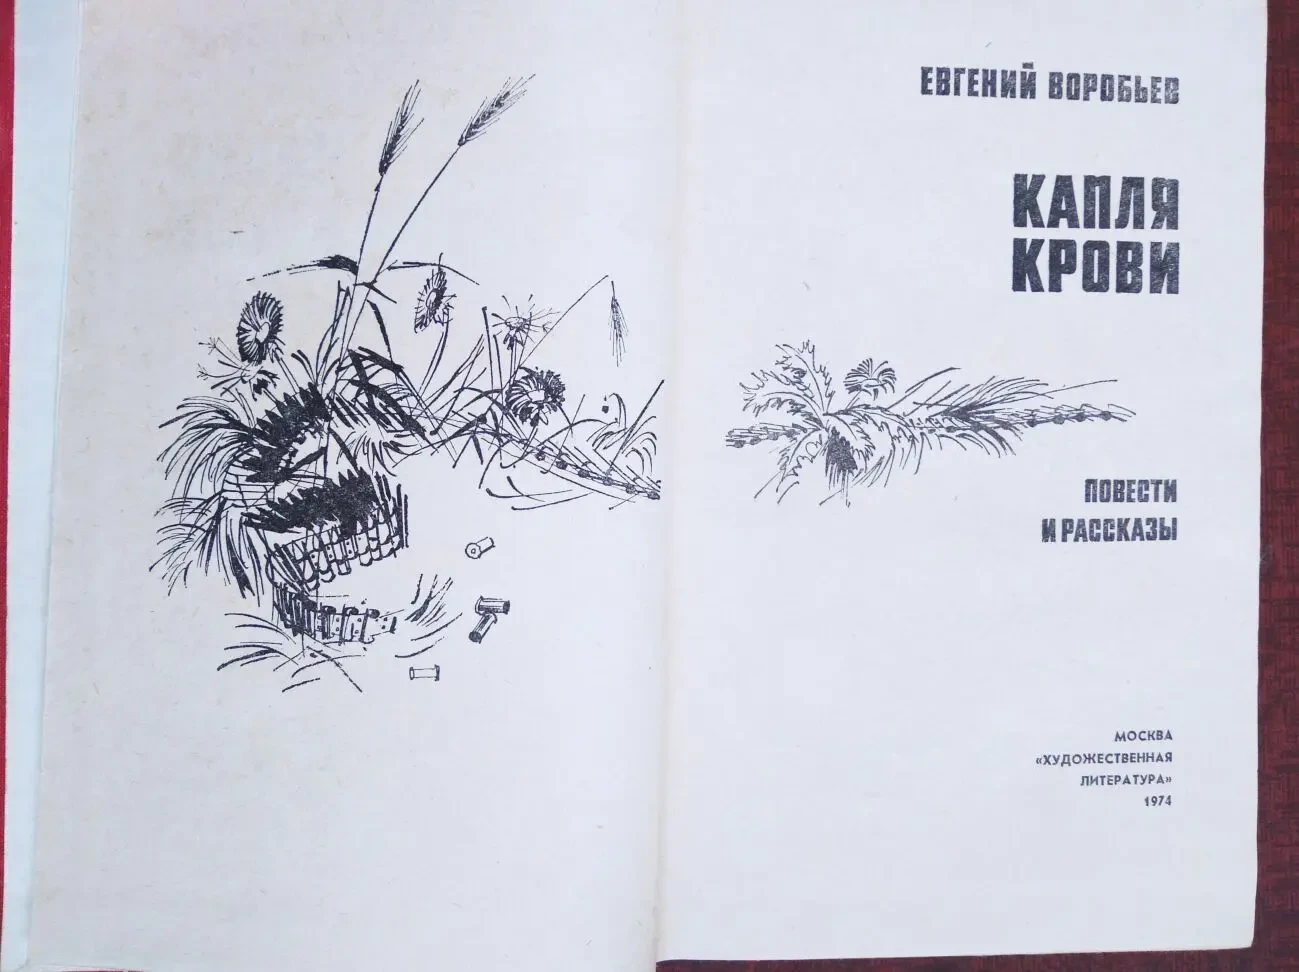 ЕВГЕНИЙ ВОРОБЬЕВ
КАПЛЯ
КРОВИ
ПОВЕСТИ
И РАССКАЗЫ
МОСКВА
«ХУДОЖЕСТВЕННАЯ
ЛИТЕРАТУРА»
1974